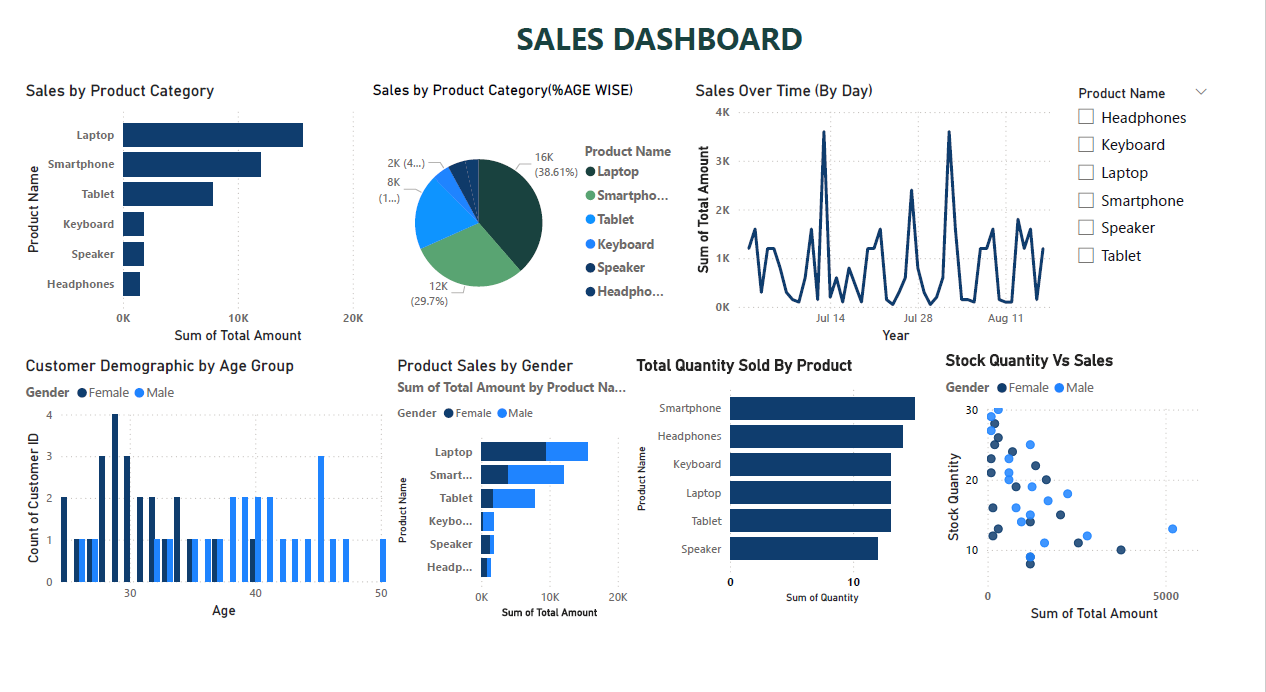 SALES DASHBOARD
Sales by Product Category
Product Name
Laptop
Smartphone
Tablet
Keyboard
Speaker
Headphones
0K 10K 20K
Sum of Total Amount
Sales by Product Category(%AGE WISE)
2K (4...)
8K
(1...)
12K
(29.7%)
16K
(38.61%)
Product Name
Laptop
Smartpho...
Tablet
Keyboard
Speaker
Headpho...
Sales Over Time (By Day)
Sum of Total Amount
4K
3K
2K
1K
0K
Jul 14 Jul 28 Aug 11
Year
Product Name
Headphones
Keyboard
Laptop
Smartphone
Speaker
Tablet
Customer Demographic by Age Group
Gender Female Male
Count of Customer ID
4
3
2
1
0
30 40 50
Age
Product Sales by Gender
Sum of Total Amount by Product Na...
Gender Female Male
Product Name
Laptop
Smart...
Tablet
Keybo...
Speaker
Headp...
0K 10K 20K
Sum of Total Amount
Total Quantity Sold By Product
Product Name
Smartphone
Headphones
Keyboard
Laptop
Tablet
Speaker
0 10
Sum of Quantity
Stock Quantity Vs Sales
Gender Female Male
Stock Quantity
30
20
10
0 5000
Sum of Total Amount